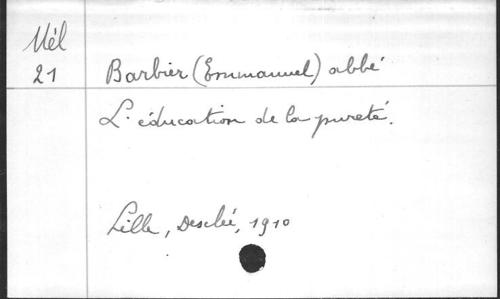 Mél
21
Barbier (Emmanuel) abbé
L'éducation de la pureté.
Lille, Desclée, 1910